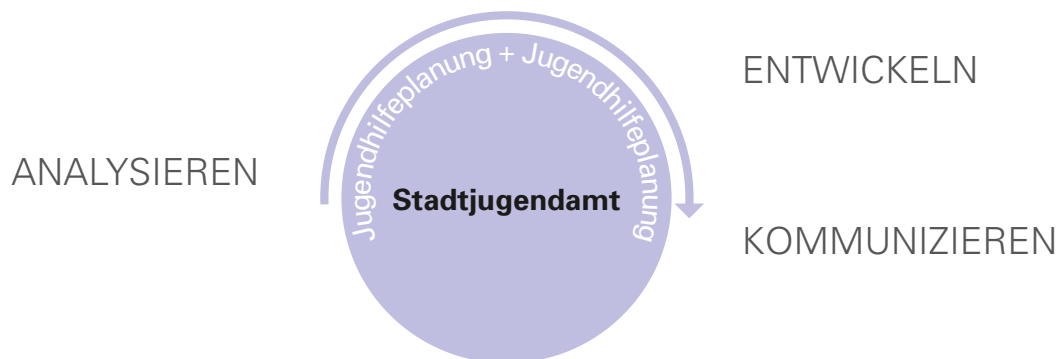 Jugendhilfeplanung + Jugendhilfeplanung
ENTWICKELN
ANALYSIEREN
Stadtjugendamt
KOMMUNIZIEREN